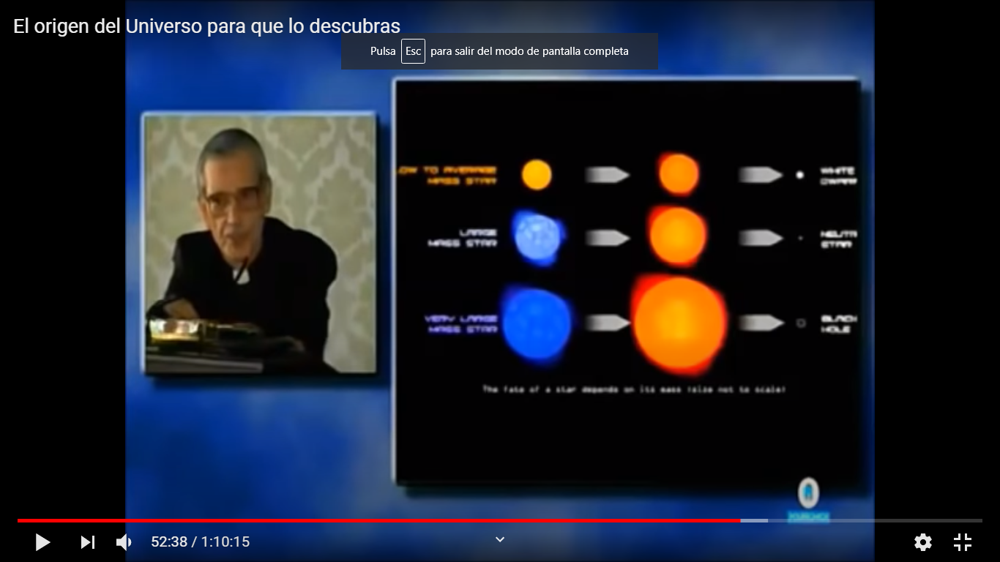 El origen del Universo para que lo descubras
Pulsa Esc para salir del modo de pantalla completa
OW TO AVERAGE
MASS STAR
WHITE
DWARF
LARGE
MASS STAR
NEUTR
STAR
VERY LARGE
MASS STAR
BLACK
HOLE
The fate of a star depends on its mass (size not to scale)
52:38 / 1:10:15